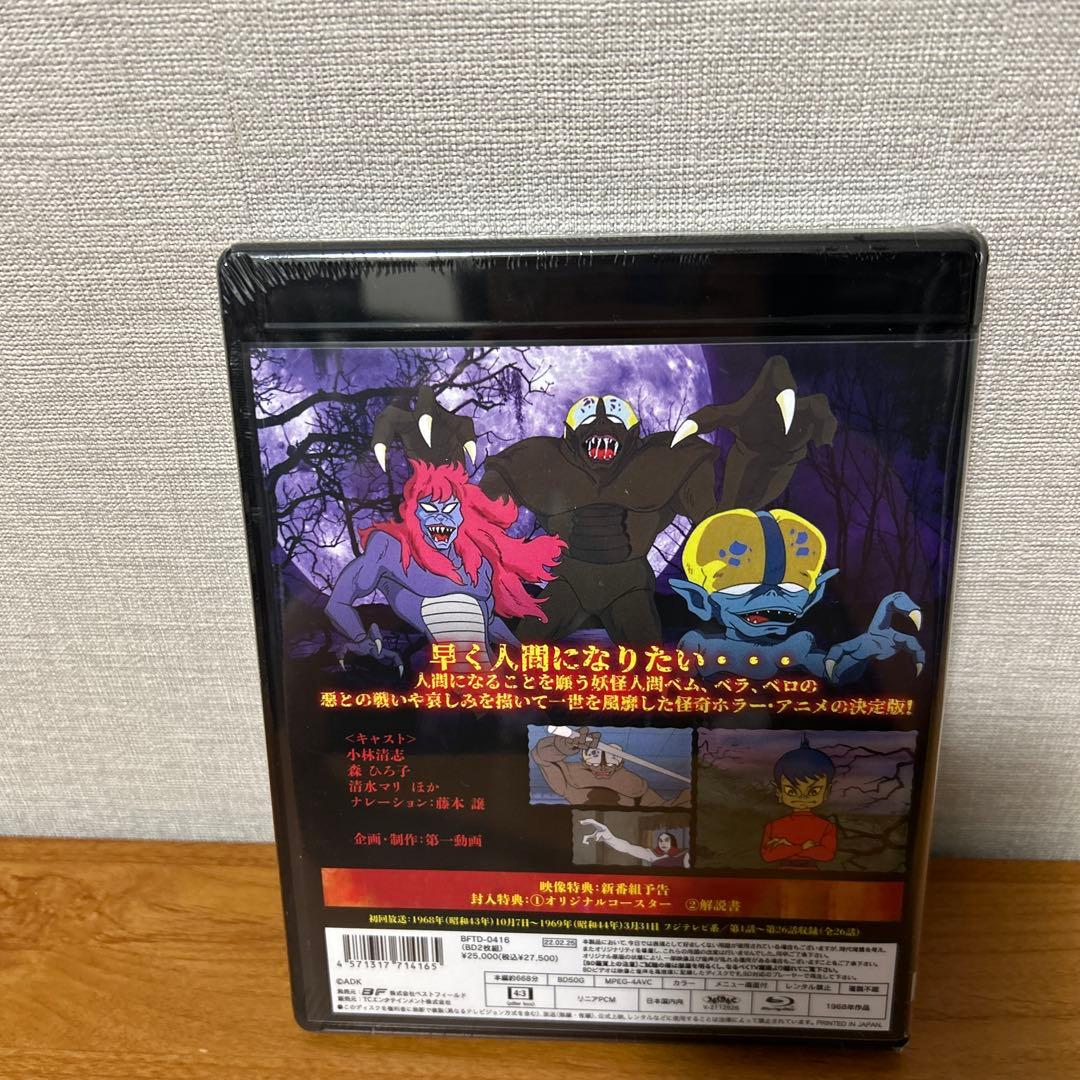 早く人間になりたい・・・
人間になることを願う妖怪人間ベム、ベラ、ベロの
悪との戦いや哀しみを描いて一世を風靡した怪奇ホラー・アニメの決定版!
<キャスト>
小林清志
森 ひろ子
清水マリ ほか
ナレーション:藤本 譲
企画・制作:第一動画
映像特典:新番組予告
封入特典:①オリジナルコースター ②解説書
初回放送:1968年(昭和43年)10月7日〜1969年(昭和44年)3月31日 フジテレビ系/第1話〜第26話収録(全26話)
4571317714165
BFTD-0416
(BD2枚組)
¥25,000(税込¥27,500)
22.02.25
©ADK
発売元: BF 株式会社ベストフィールド
販売元:TCエンタテインメント株式会社
本編約668分
BD50G
MPEG-4AVC
カラー
メニュー画面付
レンタル禁止
複製不能
4:3
リニアPCM
日本国内向
Blu-ray Disc
1968年作品
PRINTED IN JAPAN.